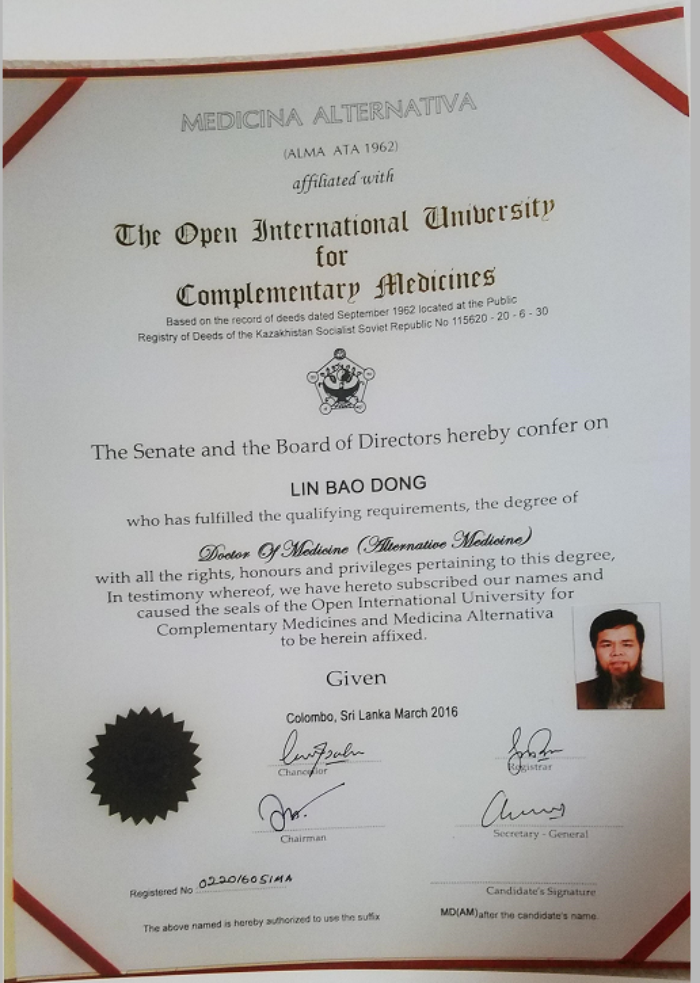 MEDICINA ALTERNATIVA
(ALMA ATA 1962)
affiliated with
The Open International University
for
Complementary Medicines
Based on the record of deeds dated September 1962 located at the Public
Registry of Deeds of the Kazakhistan Socialist Soviet Republic No 115620 - 20 - 6 - 30
The Senate and the Board of Directors hereby confer on
LIN BAO DONG
who has fulfilled the qualifying requirements, the degree of
Doctor Of Medicine (Alternative Medicine)
with all the rights, honours and privileges pertaining to this degree,
In testimony whereof, we have hereto subscribed our names and
caused the seals of the Open International University for
Complementary Medicines and Medicina Alternativa
to be herein affixed.
Given
Colombo, Sri Lanka March 2016
Chancellor
Registrar
Chairman
Secretary - General
Registered No 02201605IMA
Candidate's Signature
The above named is hereby authorized to use the suffix MD(AM) after the candidate's name.